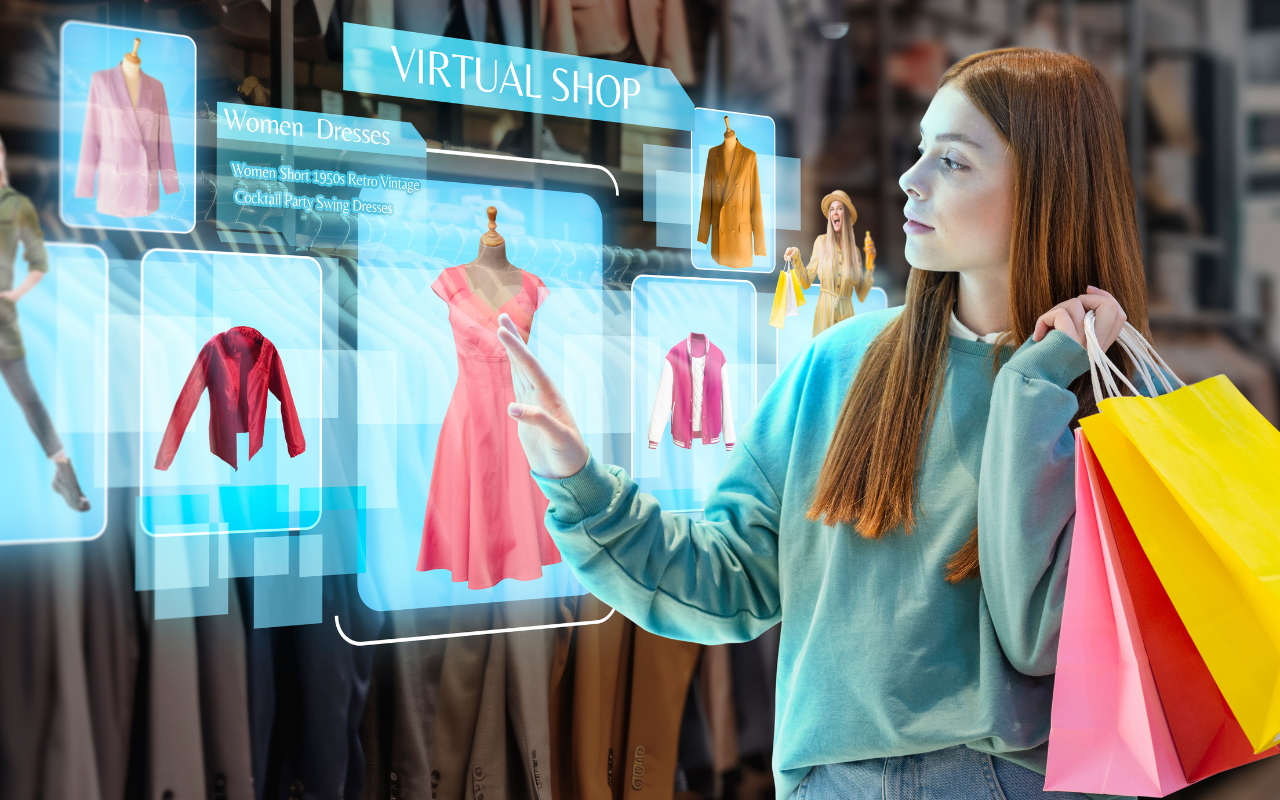 VIRTUAL SHOP
Women Dresses
Women Short 1950s Retro Vintage
Cocktail Party Swing Dresses